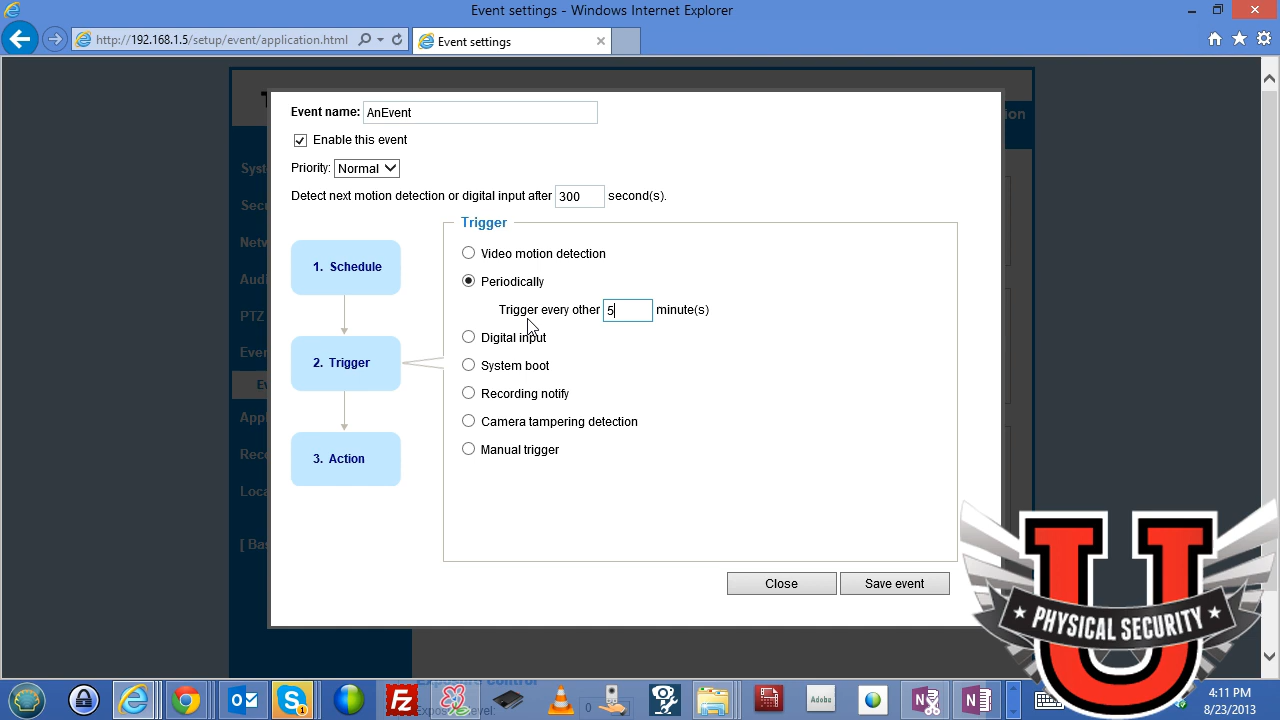 Event settings - Windows Internet Explorer
http://192.168.1.5/setup/event/application.html
Event settings
Event name: AnEvent
Enable this event
Priority: Normal
Detect next motion detection or digital input after 300 second(s).
Trigger
Video motion detection
Periodically
Trigger every other 5 minute(s)
Digital input
System boot
Recording notify
Camera tampering detection
Manual trigger
1. Schedule
2. Trigger
3. Action
Close
Save event
[ Bas
PHYSICAL SECURITY
U
Adobe
4:11 PM
8/23/2013